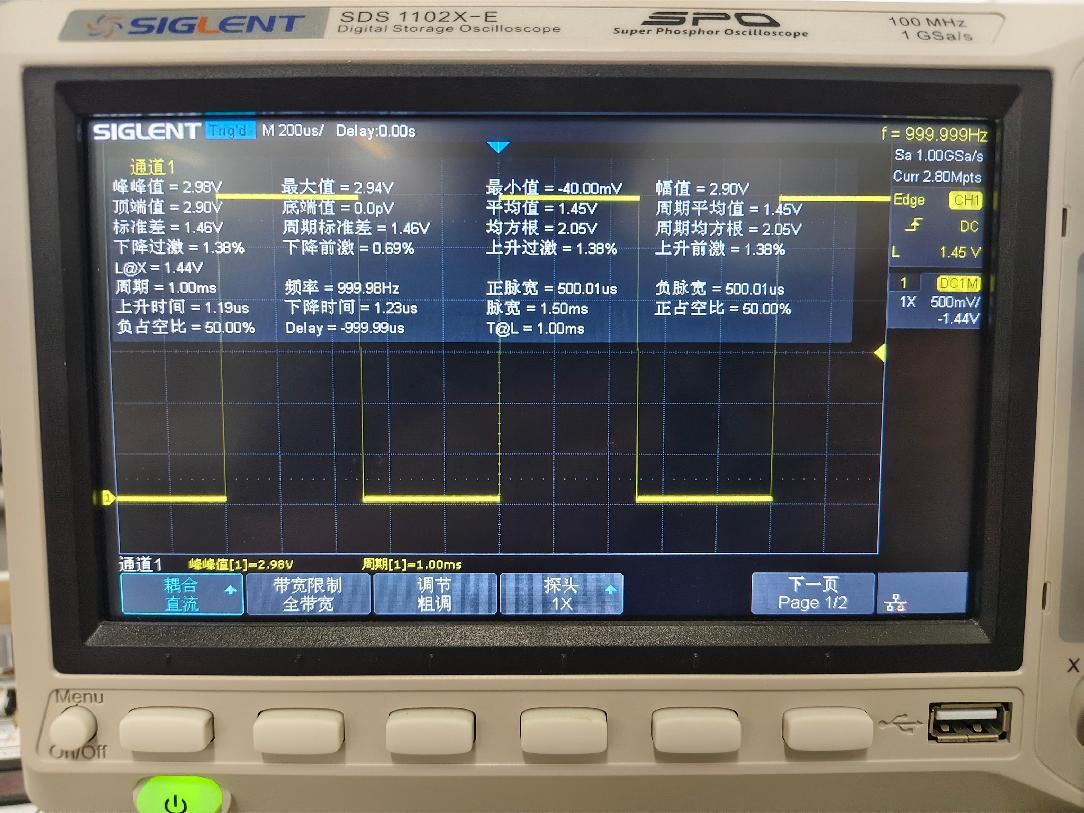 SIGLENT SDS 1102X-E SPO 100 MHz
Digital Storage Oscilloscope Super Phosphor Oscilloscope 1 GSa/s
SIGLENT Trig'd M 200us/ Delay:0.00s f = 999.999Hz
Sa 1.00GSa/s
Curr 2.80Mpts
Edge CH1
DC
L 1.45 V
1 DC1M
1X 500mV/
-1.44V
通道1
峰峰值 = 2.98V 最大值 = 2.94V 最小值 = -40.00mV 幅值 = 2.90V
顶端值 = 2.90V 底端值 = 0.0pV 平均值 = 1.45V 周期平均值 = 1.45V
标准差 = 1.46V 周期标准差 = 1.46V 均方根 = 2.05V 周期均方根 = 2.05V
下降过激 = 1.38% 下降前激 = 0.69% 上升过激 = 1.38% 上升前激 = 1.38%
L@X = 1.44V
周期 = 1.00ms 频率 = 999.98Hz 正脉宽 = 500.01us 负脉宽 = 500.01us
上升时间 = 1.19us 下降时间 = 1.23us 脉宽 = 1.50ms 正占空比 = 50.00%
负占空比 = 50.00% Delay = -999.99us T@L = 1.00ms
1
通道1 峰峰值[1]=2.98V 周期[1]=1.00ms
耦合 带宽限制 调节 探头 下一页
直流 全带宽 粗调 1X Page 1/2
Menu
On/Off
X